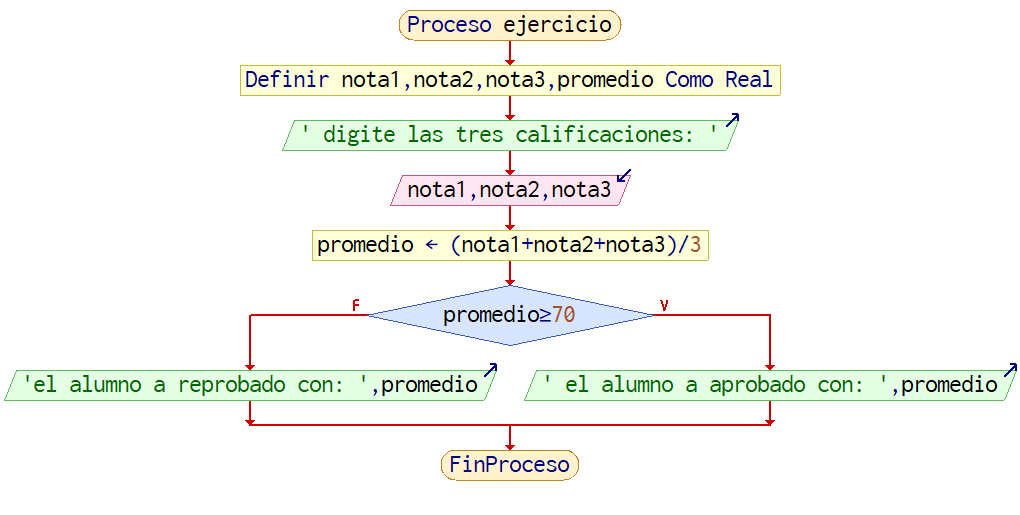 Proceso ejercicio
Definir nota1,nota2,nota3,promedio Como Real
' digite las tres calificaciones: '
nota1,nota2,nota3
promedio ← (nota1+nota2+nota3)/3
F
V
promedio≥70
'el alumno a reprobado con: ',promedio
' el alumno a aprobado con: ',promedio
FinProceso